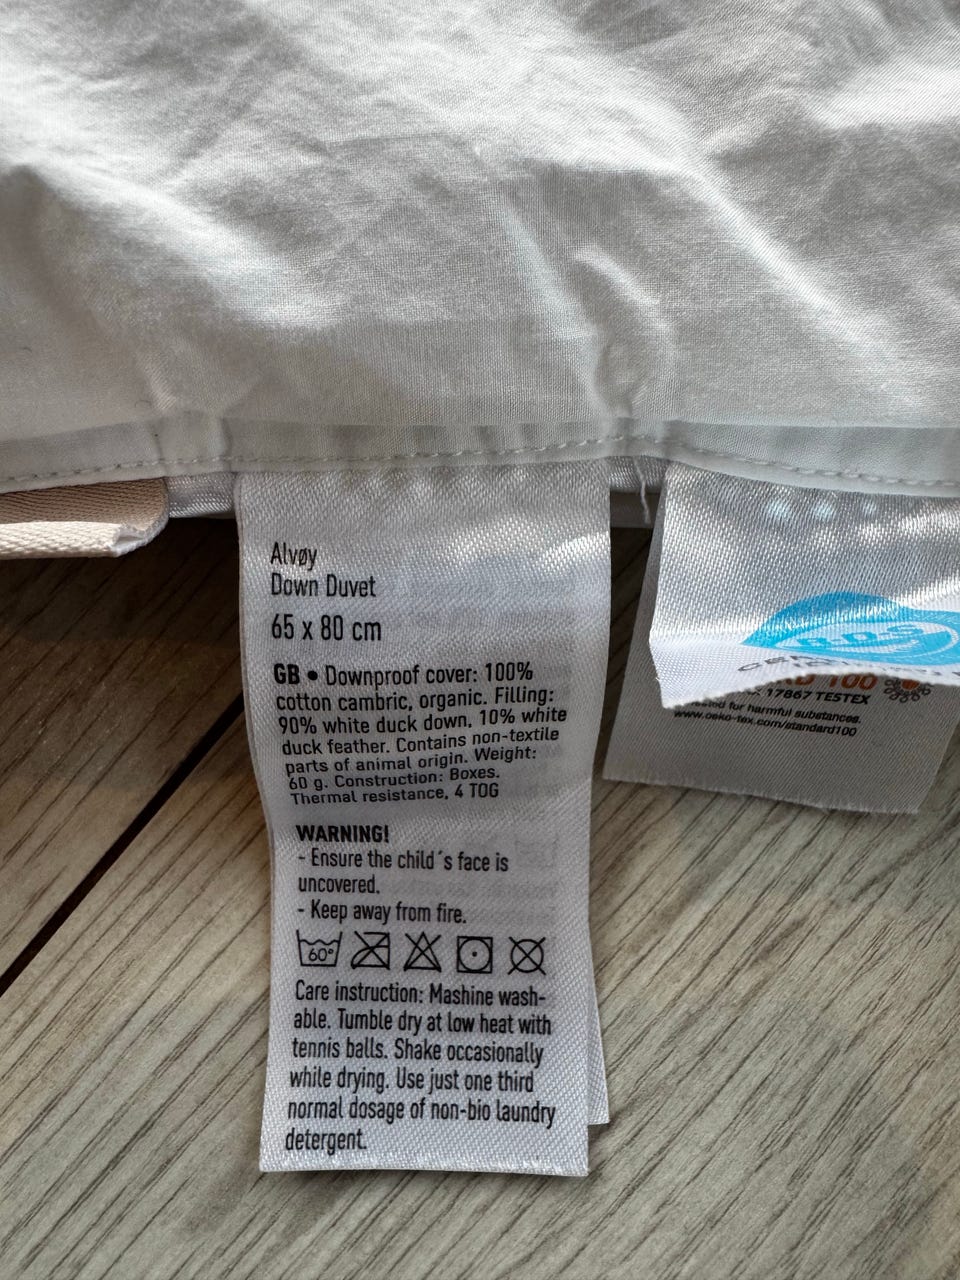 Alvøy
Down Duvet
65 x 80 cm
GB • Downproof cover: 100%
cotton cambric, organic. Filling:
90% white duck down, 10% white
duck feather. Contains non-textile
parts of animal origin. Weight:
60 g. Construction: Boxes.
Thermal resistance, 4 TOG
WARNING!
- Ensure the child´s face is
uncovered.
- Keep away from fire.
60°
Care instruction: Mashine wash-
able. Tumble dry at low heat with
tennis balls. Shake occasionally
while drying. Use just one third
normal dosage of non-bio laundry
detergent.
R.D.S
100
17867 TESTEX
for harmful substances.
www.oeko-tex.com/standard100